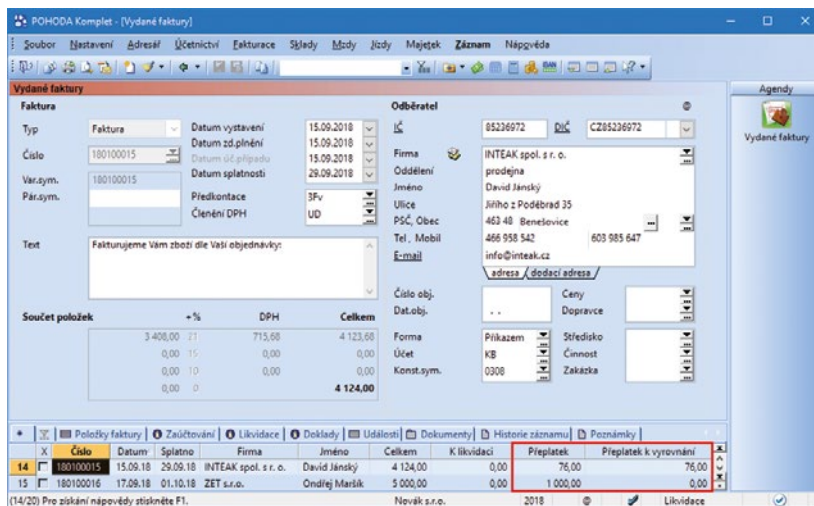 POHODA Komplet - [Vydané faktury]
Soubor Nastavení Adresář Účetnictví Fakturace Sklady Mzdy Jízdy Majetek Záznam Nápověda
Vydané faktury
Agendy
Vydané faktury
Faktura
Typ Faktura
Číslo 180100015
Var.sym. 180100015
Pár.sym.
Datum vystavení 15.09.2018
Datum zd.plnění 15.09.2018
Datum úč.případu 15.09.2018
Datum splatnosti 29.09.2018
Předkontace 3Fv
Členění DPH UD
Text Fakturujeme Vám zboží dle Vaší objednávky:
Součet položek +% DPH Celkem
3 408,00 21 715,68 4 123,68
0,00 15 0,00 0,00
0,00 10 0,00 0,00
0,00 0 4 124,00
Odběratel
IČ 85236972 DIČ CZ85236972
Firma INTEAK spol. s r. o.
Oddělení prodejna
Jméno David Jánský
Ulice Jiřího z Poděbrad 35
PSČ, Obec 463 48 Benešovice
Tel , Mobil 466 958 542 603 985 647
E-mail info@inteak.cz
adresa dodací adresa
Číslo obj. Ceny
Dat.obj. . . Dopravce
Forma Příkazem Středisko
Účet KB Činnost
Konst.sym. 0308 Zakázka
Položky faktury Zaúčtování Likvidace Doklady Události Dokumenty Historie záznamu Poznámky
X Číslo Datum Splatno Firma Jméno Celkem K likvidaci Přeplatek Přeplatek k vyrovnání
14 180100015 15.09.18 29.09.18 INTEAK spol. s r. o. David Jánský 4 124,00 0,00 76,00 76,00
15 180100016 17.09.18 01.10.18 ZET s.r.o. Ondřej Maršík 5 000,00 0,00 1 000,00 0,00
(14/20) Pro získání nápovědy stiskněte F1. Novák s.r.o. 2018 Likvidace